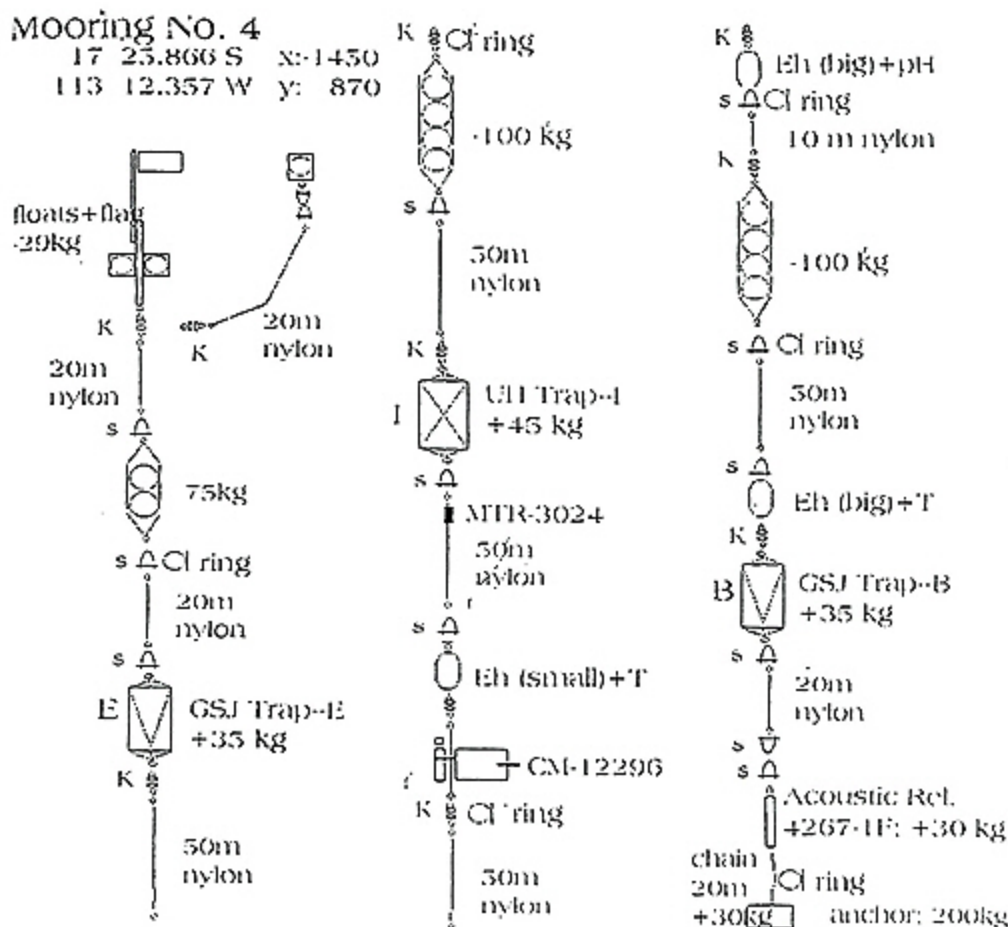 Mooring No. 4
17 25.866 S x:-1450
113 12.357 W y: 870
floats+flag
-29kg
K
K
20m
nylon
20m
nylon
s
75kg
s Cl ring
20m
nylon
s
E GSJ Trap-E
+35 kg
K
50m
nylon
K Cl ring
-100 kg
s
50m
nylon
K
I UH Trap-I
+45 kg
s
MTR-3024
50m
nylon
s
Eh (small)+T
CM-12296
K Cl ring
50m
nylon
K
Eh (big)+pH
s Cl ring
10 m nylon
K
-100 kg
s Cl ring
50m
nylon
s
Eh (big)+T
K
B GSJ Trap-B
+35 kg
s
20m
nylon
s
s
Acoustic Rel.
4267-1F; +30 kg
chain
20m
+30kg
Cl ring
anchor; 200kg